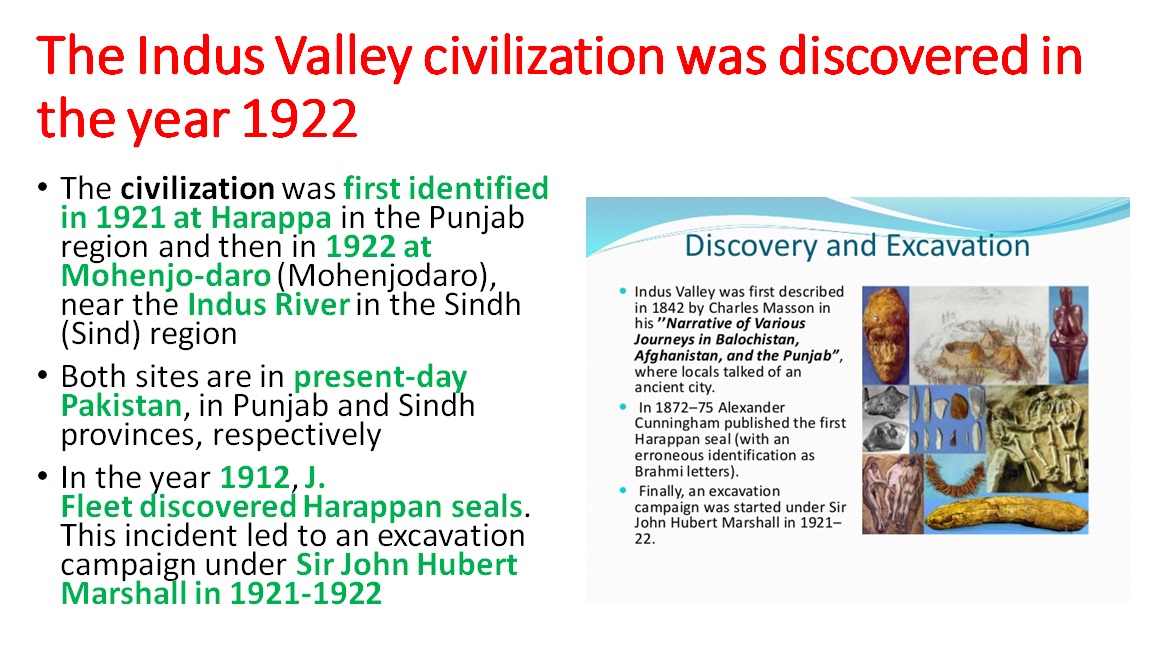 The Indus Valley civilization was discovered in
the year 1922
• The civilization was first identified
in 1921 at Harappa in the Punjab
region and then in 1922 at
Mohenjo-daro (Mohenjodaro),
near the Indus River in the Sindh
(Sind) region
• Both sites are in present-day
Pakistan, in Punjab and Sindh
provinces, respectively
• In the year 1912, J.
Fleet discovered Harappan seals.
This incident led to an excavation
campaign under Sir John Hubert
Marshall in 1921-1922
Discovery and Excavation
• Indus Valley was first described
in 1842 by Charles Masson in
his ’’Narrative of Various
Journeys in Balochistan,
Afghanistan, and the Punjab”,
where locals talked of an
ancient city.
• In 1872–75 Alexander
Cunningham published the first
Harappan seal (with an
erroneous identification as
Brahmi letters).
• Finally, an excavation
campaign was started under Sir
John Hubert Marshall in 1921–
22.